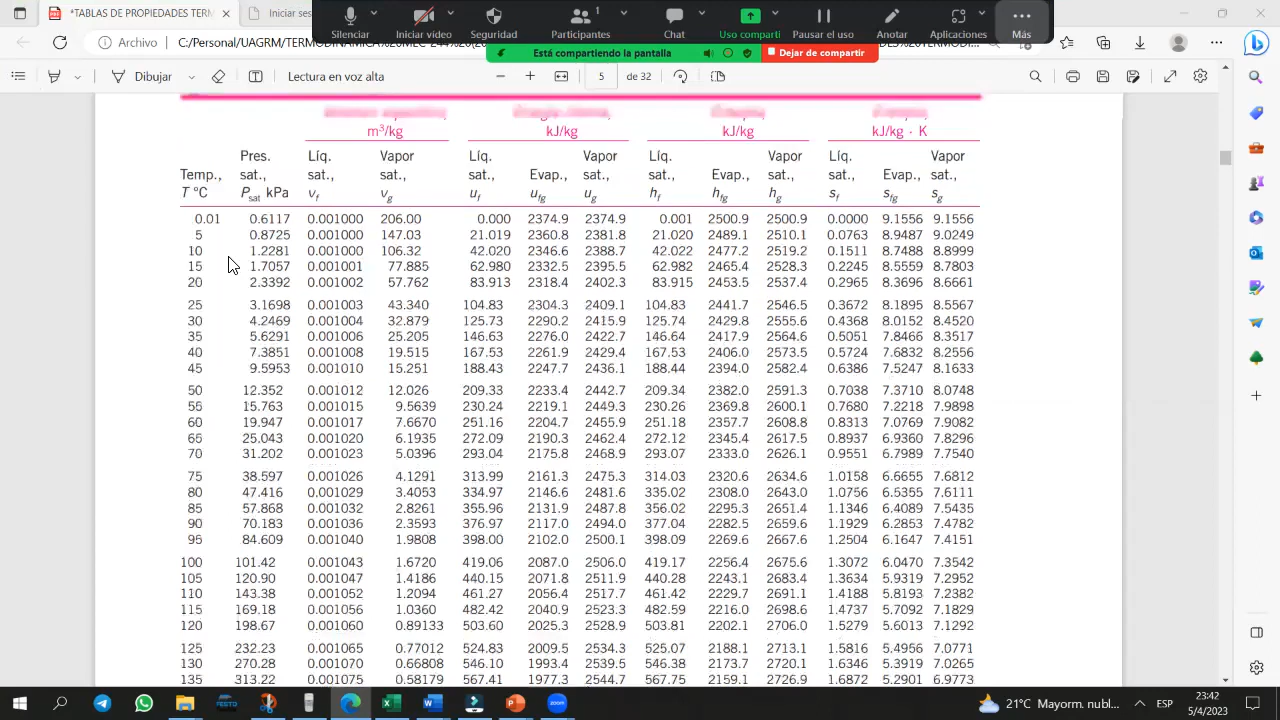 *TABLAS DE PROPIEDADES TERM
Iniciar ses
Silenciar
Iniciar video
Seguridad
1
Participantes
Chat
Uso comparti
Pausar el uso
Anotar
Aplicaciones
Más
Archivo
C:/Personal/UAGRM/
Está compartiendo la pantalla
Dejar de compartir
Dibujar
Lectura en voz alta
5
de 32
m³/kg kJ/kg kJ/kg kJ/kg · K
Pres. Líq. Vapor Líq. Vapor Líq. Vapor Líq. Vapor
Temp., sat., sat., sat., sat., Evap., sat., sat., Evap., sat., sat., Evap., sat.,
T °C Psat kPa vf vg uf ufg ug hf hfg hg sf sfg sg
0.01 0.6117 0.001000 206.00 0.000 2374.9 2374.9 0.001 2500.9 2500.9 0.0000 9.1556 9.1556
5 0.8725 0.001000 147.03 21.019 2360.8 2381.8 21.020 2489.1 2510.1 0.0763 8.9487 9.0249
10 1.2281 0.001000 106.32 42.020 2346.6 2388.7 42.022 2477.2 2519.2 0.1511 8.7488 8.8999
15 1.7057 0.001001 77.885 62.980 2332.5 2395.5 62.982 2465.4 2528.3 0.2245 8.5559 8.7803
20 2.3392 0.001002 57.762 83.913 2318.4 2402.3 83.915 2453.5 2537.4 0.2965 8.3696 8.6661
25 3.1698 0.001003 43.340 104.83 2304.3 2409.1 104.83 2441.7 2546.5 0.3672 8.1895 8.5567
30 4.2469 0.001004 32.879 125.73 2290.2 2415.9 125.74 2429.8 2555.6 0.4368 8.0152 8.4520
35 5.6291 0.001006 25.205 146.63 2276.0 2422.7 146.64 2417.9 2564.6 0.5051 7.8466 8.3517
40 7.3851 0.001008 19.515 167.53 2261.9 2429.4 167.53 2406.0 2573.5 0.5724 7.6832 8.2556
45 9.5953 0.001010 15.251 188.43 2247.7 2436.1 188.44 2394.0 2582.4 0.6386 7.5247 8.1633
50 12.352 0.001012 12.026 209.33 2233.4 2442.7 209.34 2382.0 2591.3 0.7038 7.3710 8.0748
55 15.763 0.001015 9.5639 230.24 2219.1 2449.3 230.26 2369.8 2600.1 0.7680 7.2218 7.9898
60 19.947 0.001017 7.6670 251.16 2204.7 2455.9 251.18 2357.7 2608.8 0.8313 7.0769 7.9082
65 25.043 0.001020 6.1935 272.09 2190.3 2462.4 272.12 2345.4 2617.5 0.8937 6.9360 7.8296
70 31.202 0.001023 5.0396 293.04 2175.8 2468.9 293.07 2333.0 2626.1 0.9551 6.7989 7.7540
75 38.597 0.001026 4.1291 313.99 2161.3 2475.3 314.03 2320.6 2634.6 1.0158 6.6655 7.6812
80 47.416 0.001029 3.4053 334.97 2146.6 2481.6 335.02 2308.0 2643.0 1.0756 6.5355 7.6111
85 57.868 0.001032 2.8261 355.96 2131.9 2487.8 356.02 2295.3 2651.4 1.1346 6.4089 7.5435
90 70.183 0.001036 2.3593 376.97 2117.0 2494.0 377.04 2282.5 2659.6 1.1929 6.2853 7.4782
95 84.609 0.001040 1.9808 398.00 2102.0 2500.1 398.09 2269.6 2667.6 1.2504 6.1647 7.4151
100 101.42 0.001043 1.6720 419.06 2087.0 2506.0 419.17 2256.4 2675.6 1.3072 6.0470 7.3542
105 120.90 0.001047 1.4186 440.15 2071.8 2511.9 440.28 2243.1 2683.4 1.3634 5.9319 7.2952
110 143.38 0.001052 1.2094 461.27 2056.4 2517.7 461.42 2229.7 2691.1 1.4188 5.8193 7.2382
115 169.18 0.001056 1.0360 482.42 2040.9 2523.3 482.59 2216.0 2698.6 1.4737 5.7092 7.1829
120 198.67 0.001060 0.89133 503.60 2025.3 2528.9 503.81 2202.1 2706.0 1.5279 5.6013 7.1292
125 232.23 0.001065 0.77012 524.83 2009.5 2534.3 525.07 2188.1 2713.1 1.5816 5.4956 7.0771
130 270.28 0.001070 0.66808 546.10 1993.4 2539.5 546.38 2173.7 2720.1 1.6346 5.3919 7.0265
135 313.22 0.001075 0.58179 567.41 1977.3 2544.7 567.75 2159.1 2726.9 1.6872 5.2901 6.9773
FESTO
zoom
21°C Mayorm. nubl...
ESP
23:42
5/4/2023